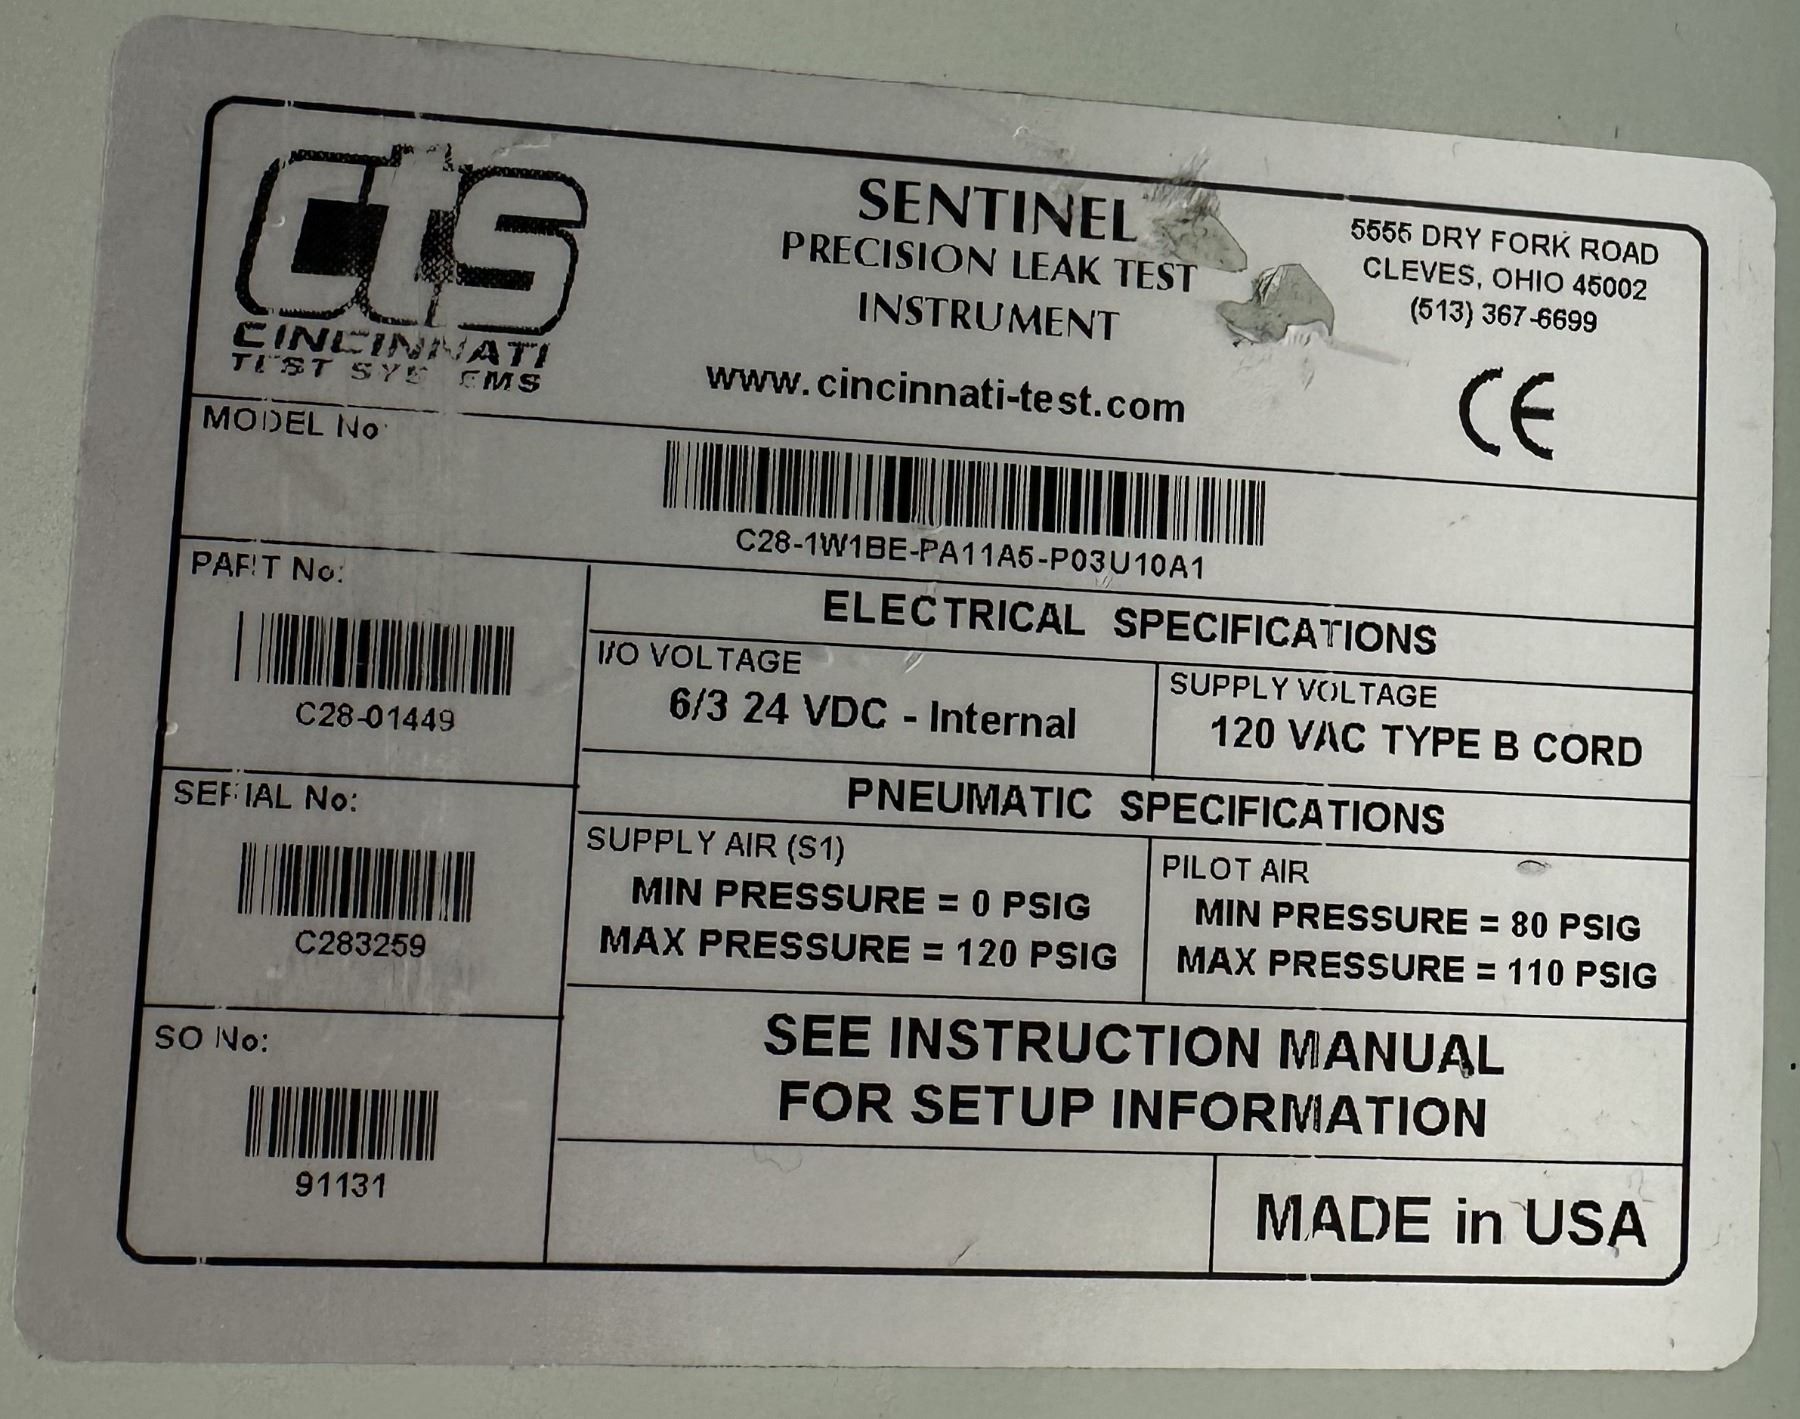 cts
CINCINNATI
TEST SYSTEMS
SENTINEL
PRECISION LEAK TEST
INSTRUMENT
www.cincinnati-test.com
5555 DRY FORK ROAD
CLEVES, OHIO 45002
(513) 367-6699
CE
MODEL No
C28-1W1BE-PA11A5-P03U10A1
PART No:
C28-01449
SERIAL No:
C283259
SO No:
91131
ELECTRICAL SPECIFICATIONS
I/O VOLTAGE
6/3 24 VDC - Internal
SUPPLY VOLTAGE
120 VAC TYPE B CORD
PNEUMATIC SPECIFICATIONS
SUPPLY AIR (S1)
MIN PRESSURE = 0 PSIG
MAX PRESSURE = 120 PSIG
PILOT AIR
MIN PRESSURE = 80 PSIG
MAX PRESSURE = 110 PSIG
SEE INSTRUCTION MANUAL
FOR SETUP INFORMATION
MADE in USA